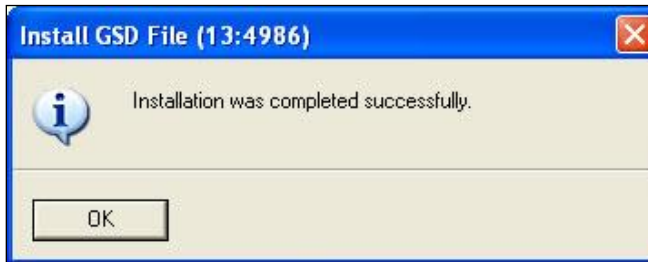 Install GSD File (13:4986)
Installation was completed successfully.
OK